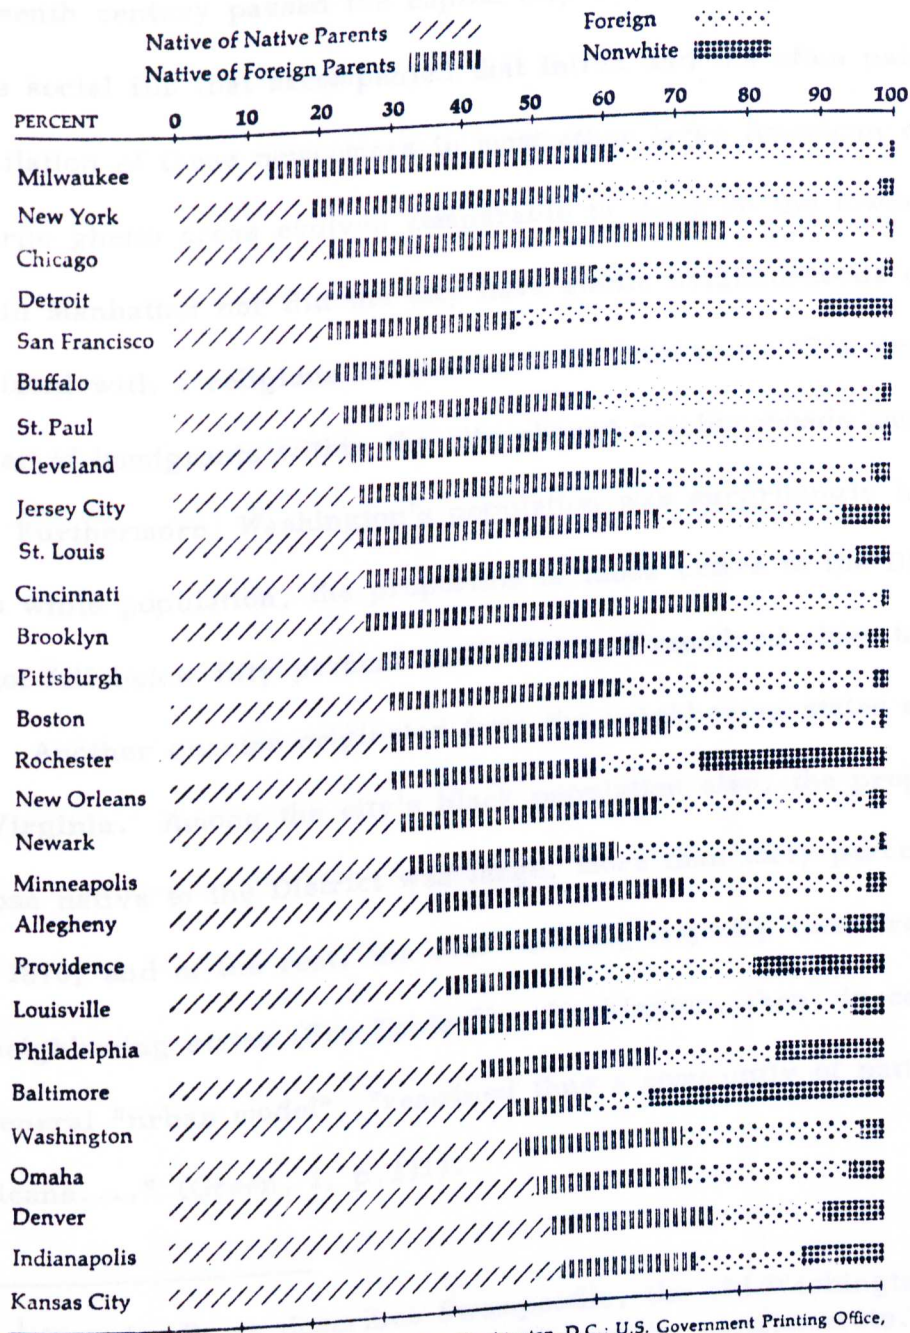 Native of Native Parents
Native of Foreign Parents
Foreign
Nonwhite
PERCENT 0 10 20 30 40 50 60 70 80 90 100
Milwaukee
New York
Chicago
Detroit
San Francisco
Buffalo
St. Paul
Cleveland
Jersey City
St. Louis
Cincinnati
Brooklyn
Pittsburgh
Boston
Rochester
New Orleans
Newark
Minneapolis
Allegheny
Providence
Louisville
Philadelphia
Baltimore
Washington
Omaha
Denver
Indianapolis
Kansas City
D.C.: U.S. Government Printing Office,